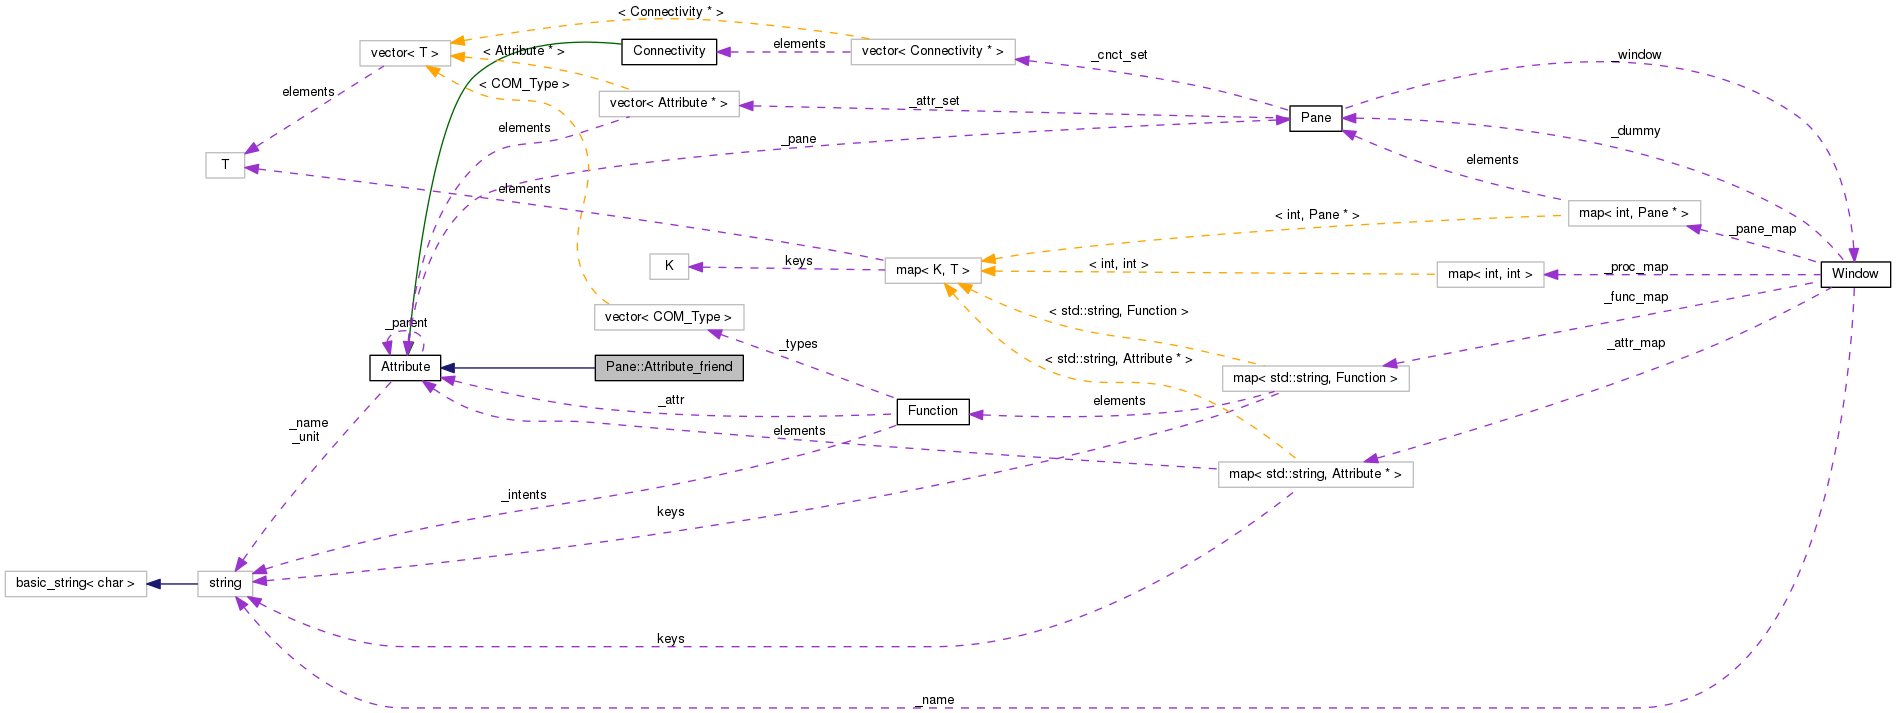 < Connectivity * >
vector< T >
< Attribute * >
Connectivity
elements
vector< Connectivity * >
_cnct_set
_window
elements
< COM_Type >
vector< Attribute * >
_attr_set
Pane
elements
_pane
_dummy
T
elements
elements
< int, Pane * >
map< int, Pane * >
_pane_map
K
keys
map< K, T >
< int, int >
map< int, int >
_proc_map
Window
vector< COM_Type >
< std::string, Function >
_func_map
_parent
_types
< std::string, Attribute * >
_attr_map
Attribute
Pane::Attribute_friend
map< std::string, Function >
_attr
Function
elements
_name
_unit
elements
map< std::string, Attribute * >
_intents
keys
basic_string< char >
string
keys
_name